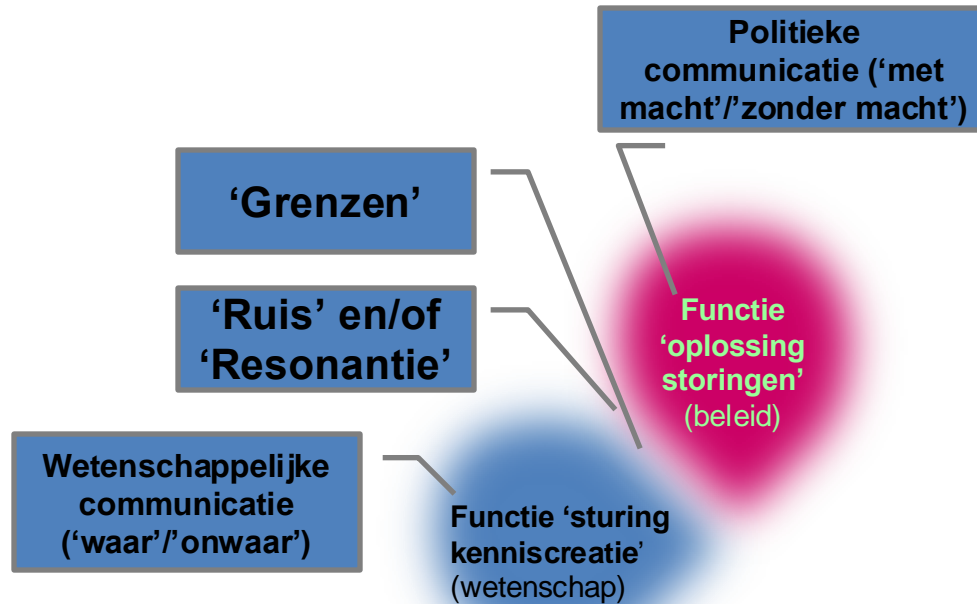 Politieke
communicatie (‘met
macht’/’zonder macht’)
‘Grenzen’
‘Ruis’ en/of
‘Resonantie’
Functie
‘oplossing
storingen’
(beleid)
Wetenschappelijke
communicatie
(‘waar’/’onwaar’)
Functie ‘sturing
kenniscreatie’
(wetenschap)